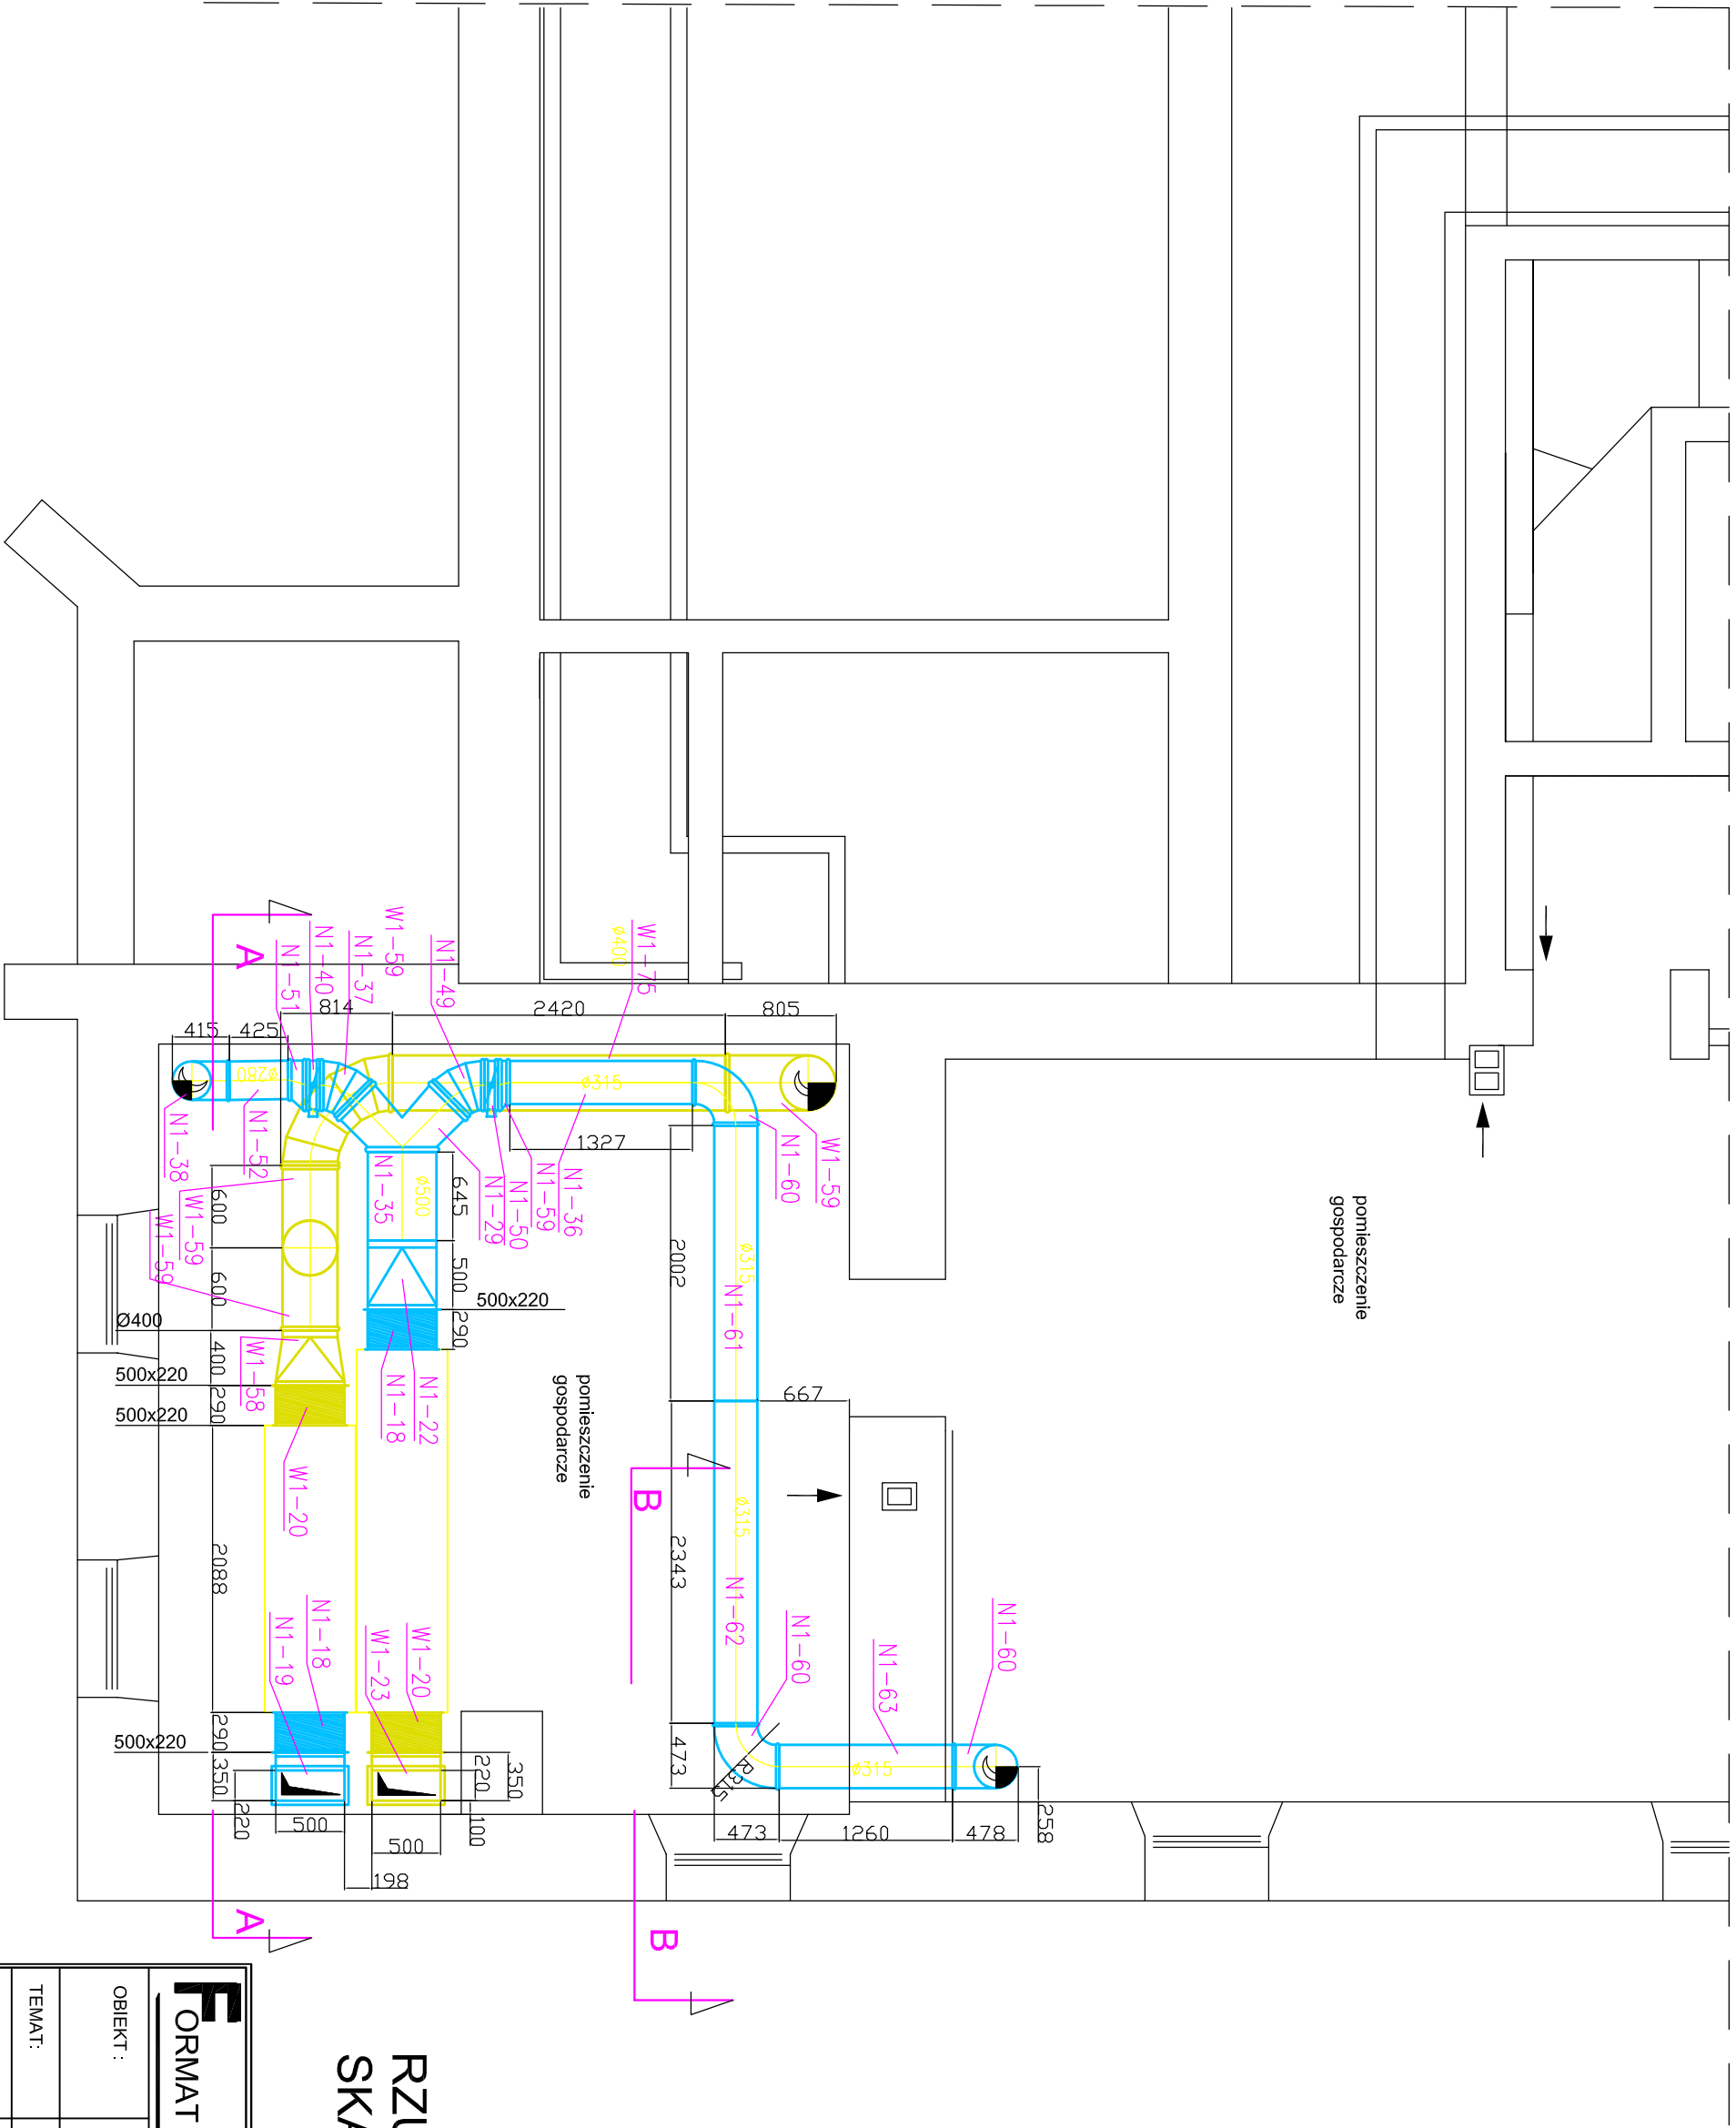 W1-59
N1-49
N1-37
N1-40
N1-51
W1-75
ø400
A
814
2420
805
415
425
ø280
ø315
1327
N1-38
N1-52
W1-59
W1-59
600
600
Ø400
400
500x220
290
500x220
W1-58
W1-20
2088
N1-35
ø500
645
500
500x220
290
N1-22
N1-18
N1-29
N1-50
N1-59
N1-36
N1-60
W1-59
2002
ø315
N1-61
667
pomieszczenie
gospodarcze
pomieszczenie
gospodarcze
B
2343
ø315
N1-62
N1-60
N1-63
N1-60
N1-18
N1-19
W1-20
W1-23
500x220
290
350
220
500
198
500
220
350
100
473
R315
ø315
473
1260
478
258
A
B
FORMAT
OBIEKT :
TEMAT: